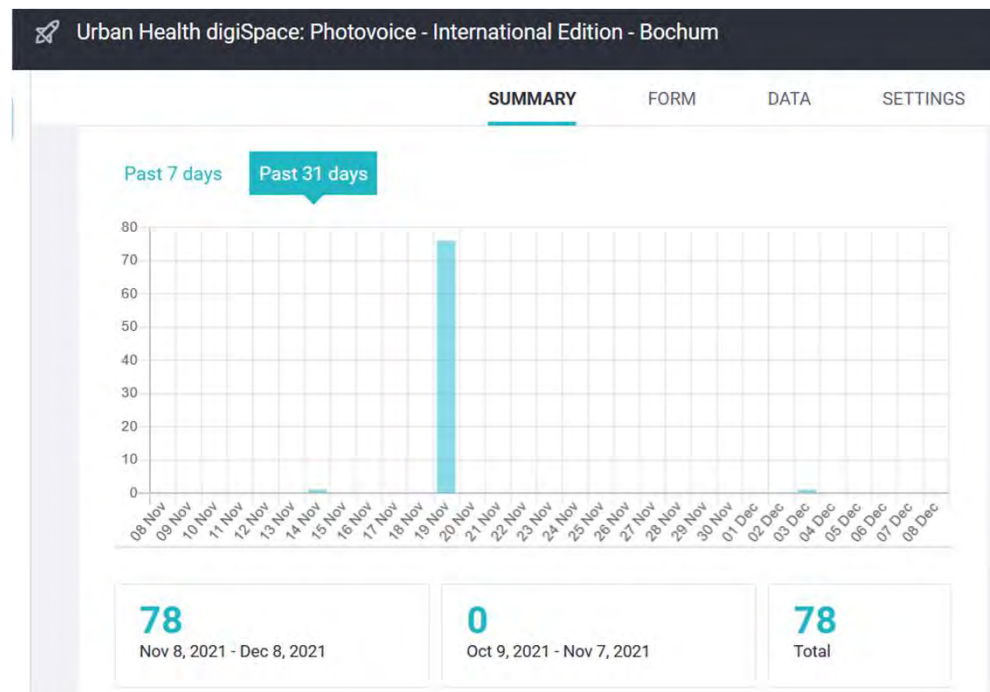 Urban Health digiSpace: Photovoice - International Edition - Bochum
SUMMARY FORM DATA SETTINGS
Past 7 days Past 31 days
80
70
60
50
40
30
20
10
0
08 Nov 09 Nov 10 Nov 11 Nov 12 Nov 13 Nov 14 Nov 15 Nov 16 Nov 17 Nov 18 Nov 19 Nov 20 Nov 21 Nov 22 Nov 23 Nov 24 Nov 25 Nov 26 Nov 27 Nov 28 Nov 29 Nov 30 Nov 01 Dec 02 Dec 03 Dec 04 Dec 05 Dec 06 Dec 07 Dec 08 Dec
78 0 78
Nov 8, 2021 - Dec 8, 2021 Oct 9, 2021 - Nov 7, 2021 Total